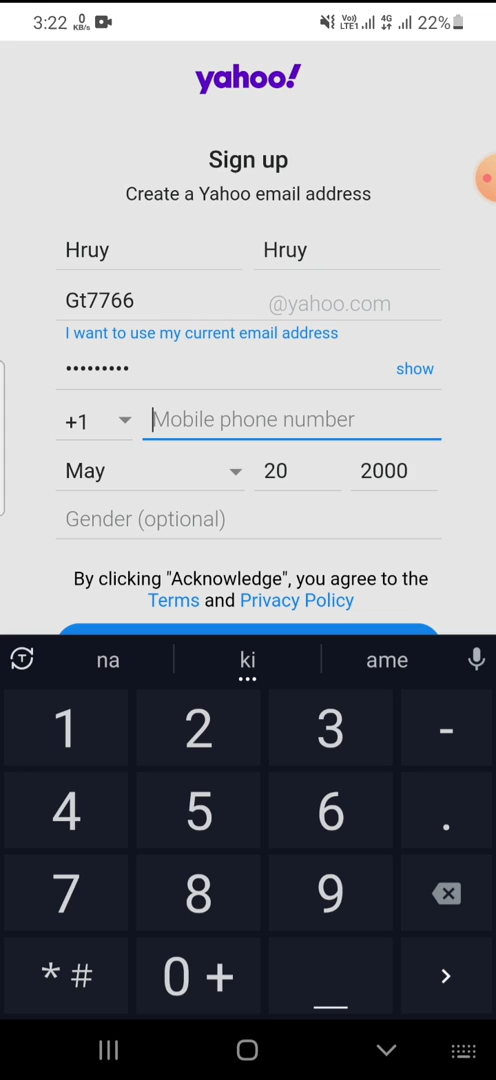 3:22 0 KB/s Vo) LTE1 4G 22%
yahoo!
Sign up
Create a Yahoo email address
Hruy Hruy
Gt7766 @yahoo.com
I want to use my current email address
••••••••• show
+1 Mobile phone number
May 20 2000
Gender (optional)
By clicking "Acknowledge", you agree to the
Terms and Privacy Policy
T na ki ame
1 2 3 -
4 5 6 .
7 8 9
* # 0 + _